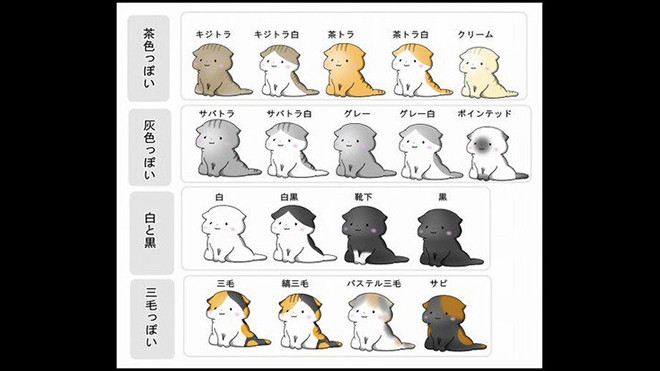 茶色っぽい
キジトラ
キジトラ白
茶トラ
茶トラ白
クリーム
灰色っぽい
サバトラ
サバトラ白
グレー
グレー白
ポインテッド
白と黒
白
白黒
靴下
黒
三毛っぽい
三毛
縞三毛
パステル三毛
サビ